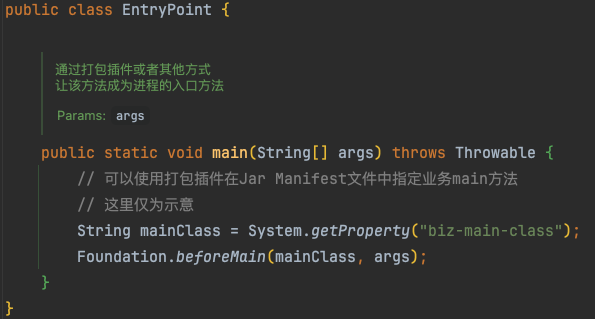 public class EntryPoint {
通过打包插件或者其他方式
让该方法成为进程的入口方法
Params: args
public static void main(String[] args) throws Throwable {
// 可以使用打包插件在Jar Manifest文件中指定业务main方法
// 这里仅为示意
String mainClass = System.getProperty("biz-main-class");
Foundation.beforeMain(mainClass, args);
}
}